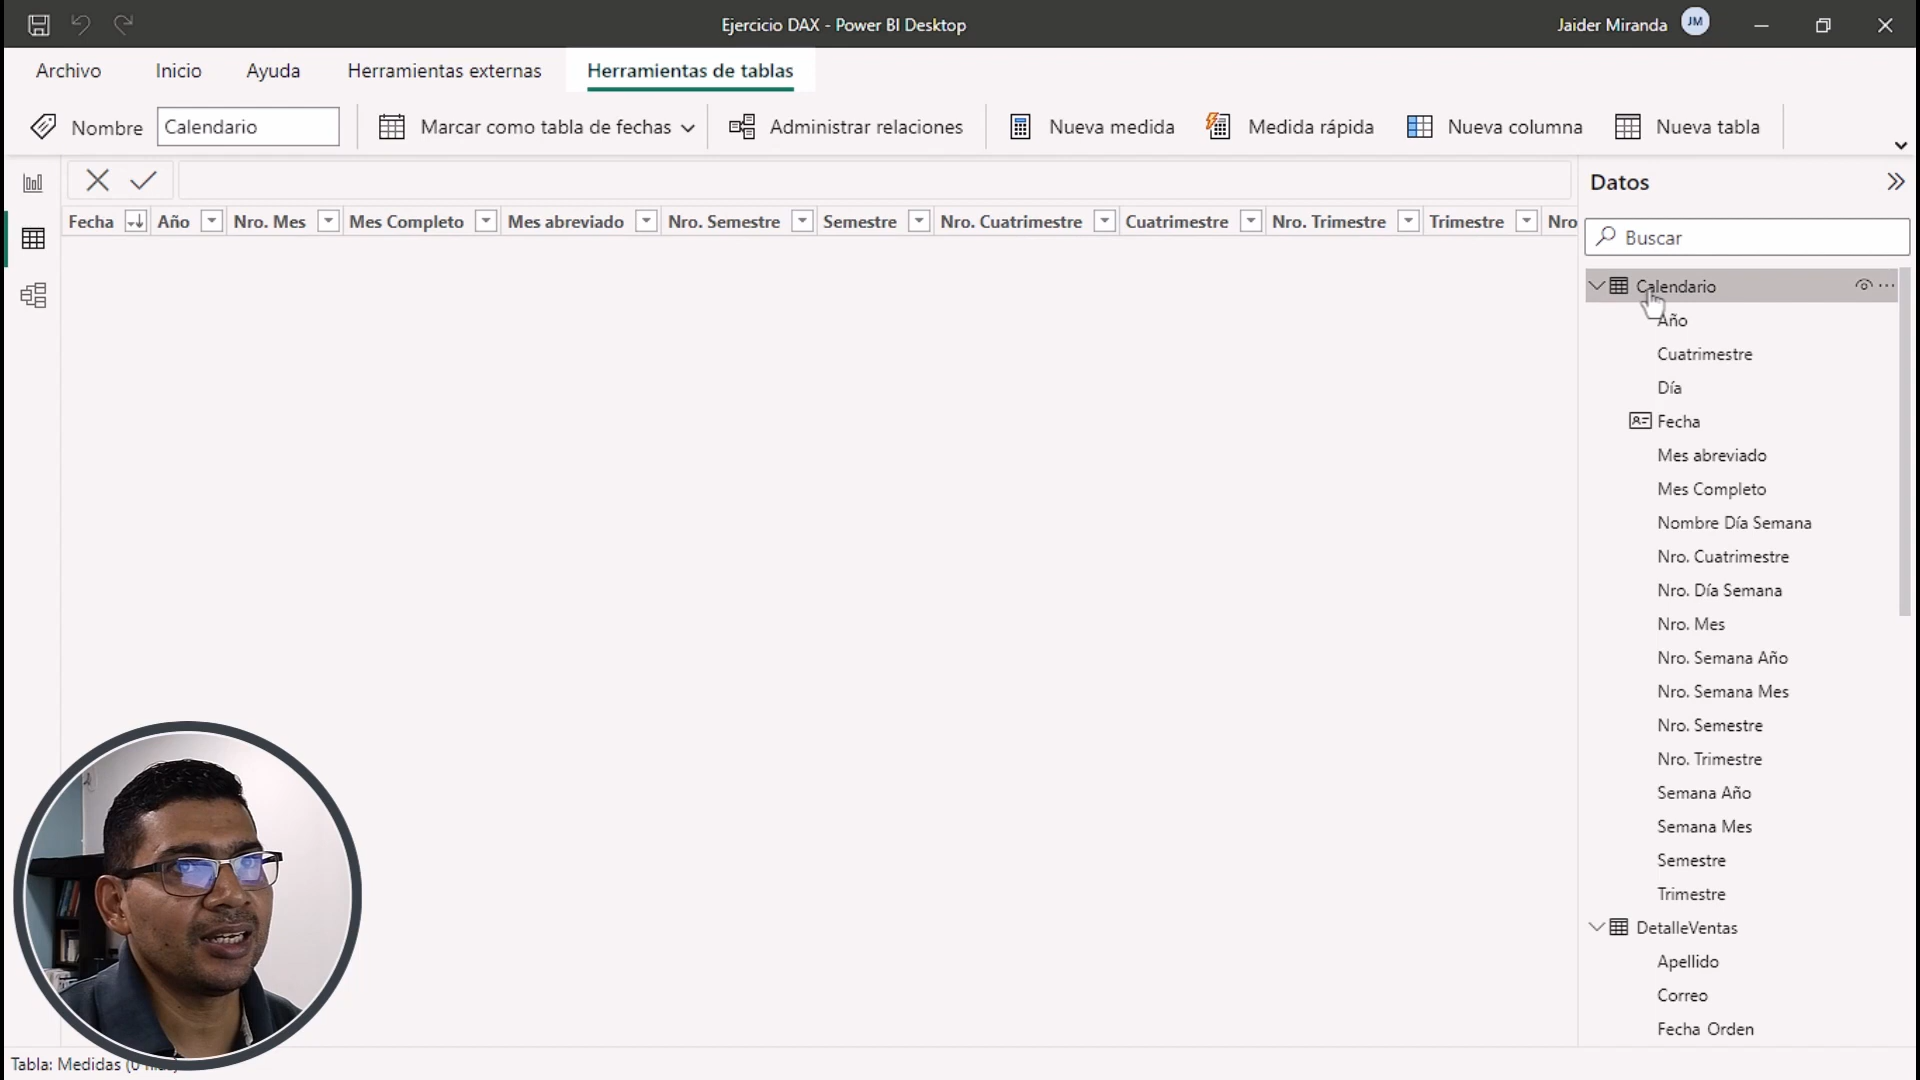 Ejercicio DAX - Power BI Desktop
Jaider Miranda JM
Archivo Inicio Ayuda Herramientas externas Herramientas de tablas
Nombre Calendario Marcar como tabla de fechas Administrar relaciones Nueva medida Medida rápida Nueva columna Nueva tabla
Fecha Año Nro. Mes Mes Completo Mes abreviado Nro. Semestre Semestre Nro. Cuatrimestre Cuatrimestre Nro. Trimestre Trimestre Nro
Datos
Buscar
Calendario
Año
Cuatrimestre
Día
Fecha
Mes abreviado
Mes Completo
Nombre Día Semana
Nro. Cuatrimestre
Nro. Día Semana
Nro. Mes
Nro. Semana Año
Nro. Semana Mes
Nro. Semestre
Nro. Trimestre
Semana Año
Semana Mes
Semestre
Trimestre
DetalleVentas
Apellido
Correo
Fecha Orden
Tabla: Medidas